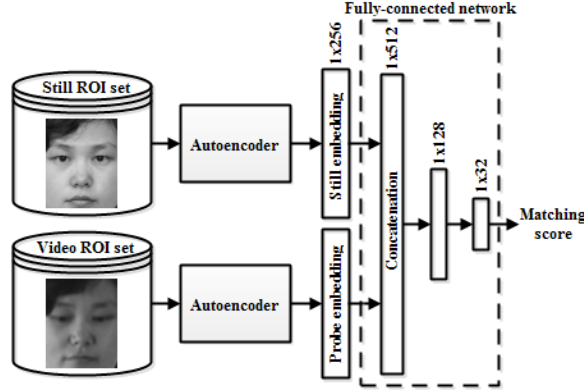 Fully-connected network
Still ROI set
Autoencoder
1x256
Still embedding
1x512
Concatenation
1x128
1x32
Matching
score
Video ROI set
Autoencoder
Probe embedding